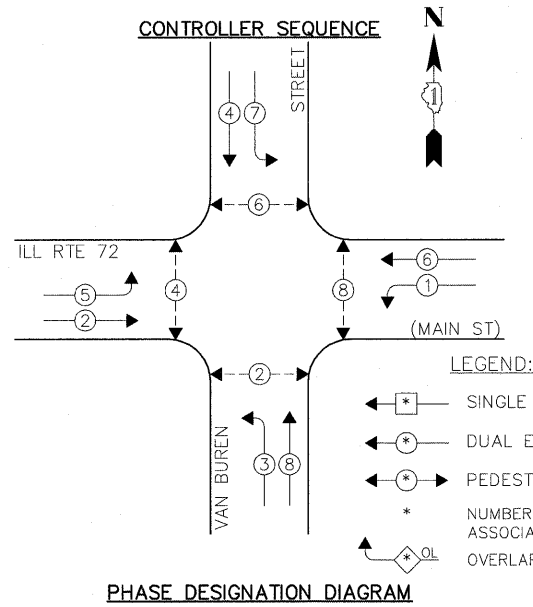 CONTROLLER SEQUENCE
N
STREET
4 7
1
6
ILL RTE 72
6
5
4
8
1
2
(MAIN ST)
LEGEND:
2
* SINGLE
VAN BUREN
* DUAL E
3 8
* PEDEST
* NUMBER
ASSOCIA
* OL OVERLAP
PHASE DESIGNATION DIAGRAM